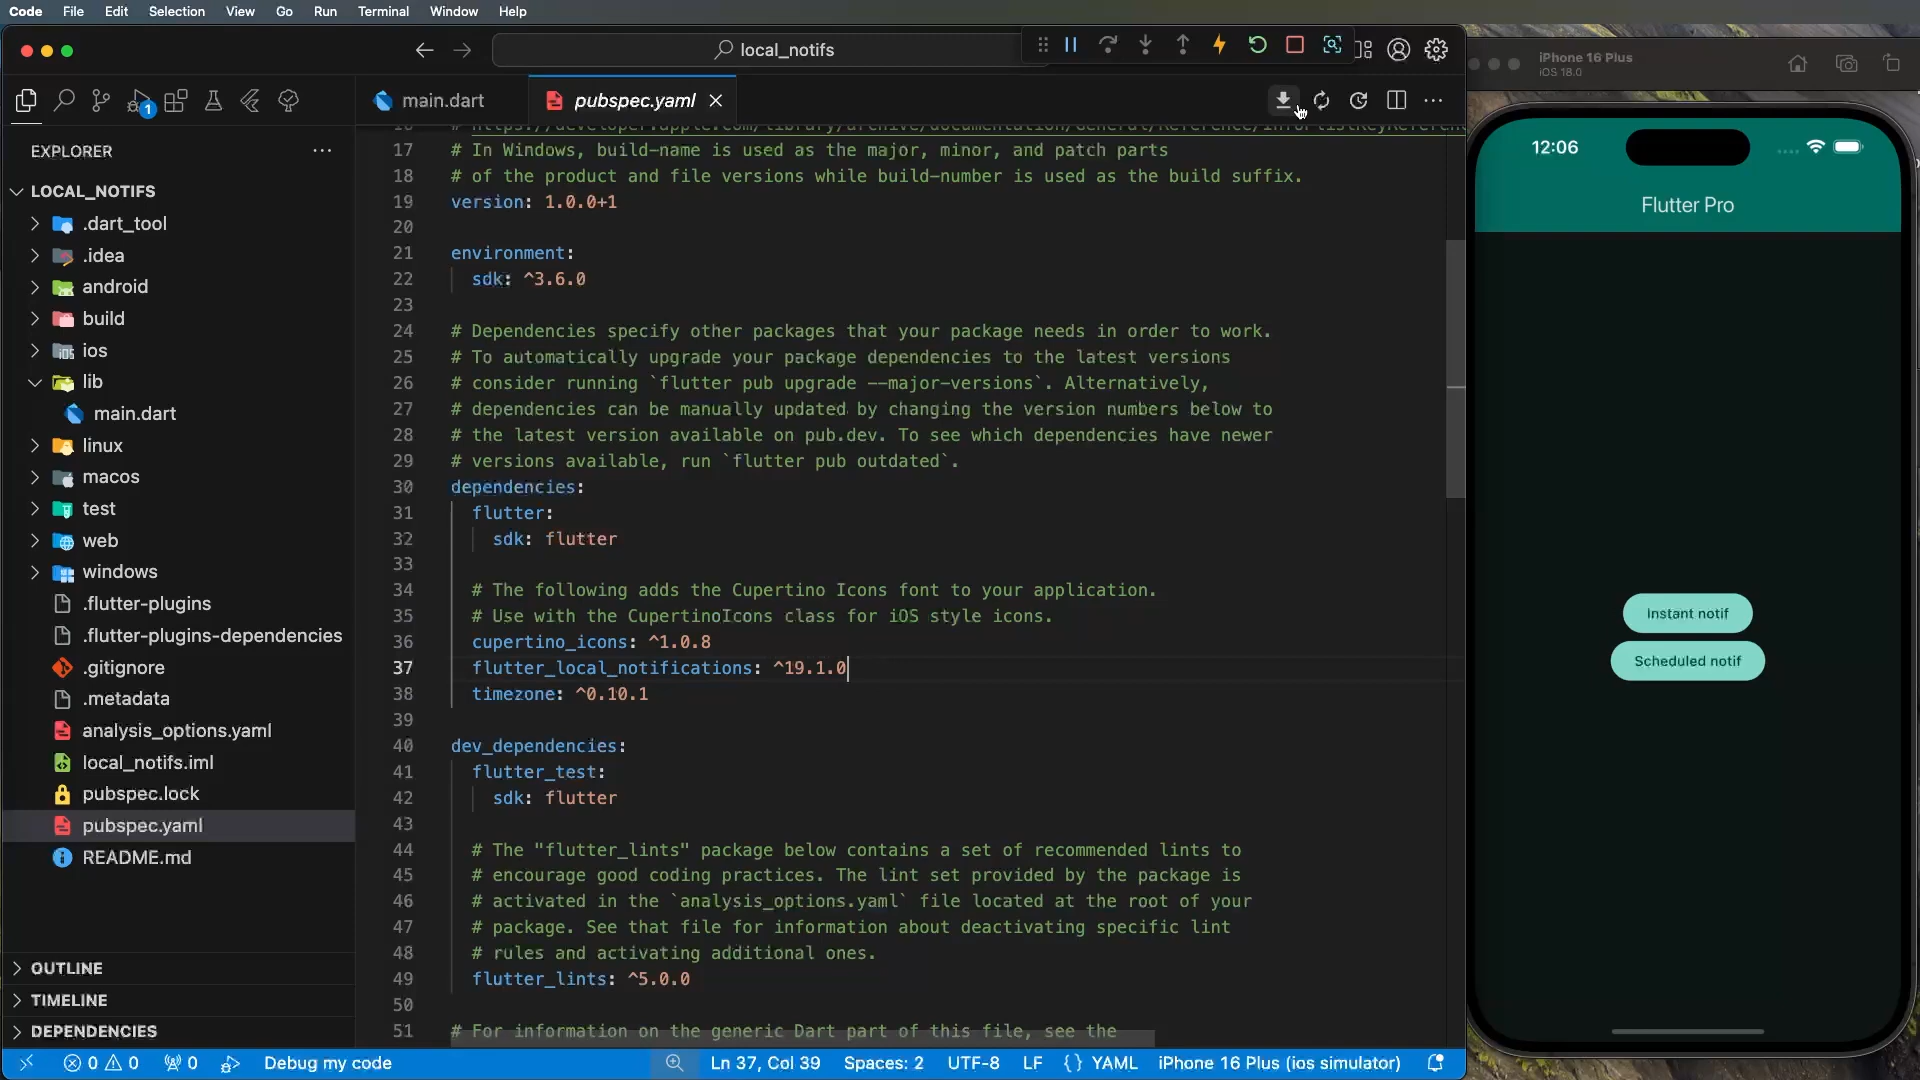 Code File Edit Selection View Go Run Terminal Window Help
local_notifs
iPhone 16 Plus
iOS 18.0
1
main.dart
pubspec.yaml
EXPLORER
LOCAL_NOTIFS
.dart_tool
.idea
android
build
ios
lib
main.dart
linux
macos
test
web
windows
.flutter-plugins
.flutter-plugins-dependencies
.gitignore
.metadata
analysis_options.yaml
local_notifs.iml
pubspec.lock
pubspec.yaml
README.md
OUTLINE
TIMELINE
DEPENDENCIES
17 # In Windows, build-name is used as the major, minor, and patch parts
18 # of the product and file versions while build-number is used as the build suffix.
19 version: 1.0.0+1
20
21 environment:
22 sdk: ^3.6.0
23
24 # Dependencies specify other packages that your package needs in order to work.
25 # To automatically upgrade your package dependencies to the latest versions
26 # consider running `flutter pub upgrade --major-versions`. Alternatively,
27 # dependencies can be manually updated by changing the version numbers below to
28 # the latest version available on pub.dev. To see which dependencies have newer
29 # versions available, run `flutter pub outdated`.
30 dependencies:
31 flutter:
32 sdk: flutter
33
34 # The following adds the Cupertino Icons font to your application.
35 # Use with the CupertinoIcons class for iOS style icons.
36 cupertino_icons: ^1.0.8
37 flutter_local_notifications: ^19.1.0
38 timezone: ^0.10.1
39
40 dev_dependencies:
41 flutter_test:
42 sdk: flutter
43
44 # The "flutter_lints" package below contains a set of recommended lints to
45 # encourage good coding practices. The lint set provided by the package is
46 # activated in the `analysis_options.yaml` file located at the root of your
47 # package. See that file for information about deactivating specific lint
48 # rules and activating additional ones.
49 flutter_lints: ^5.0.0
50
51 # For information on the generic Dart part of this file, see the
12:06
Flutter Pro
Instant notif
Scheduled notif
0 0 0 Debug my code Ln 37, Col 39 Spaces: 2 UTF-8 LF {} YAML iPhone 16 Plus (ios simulator)